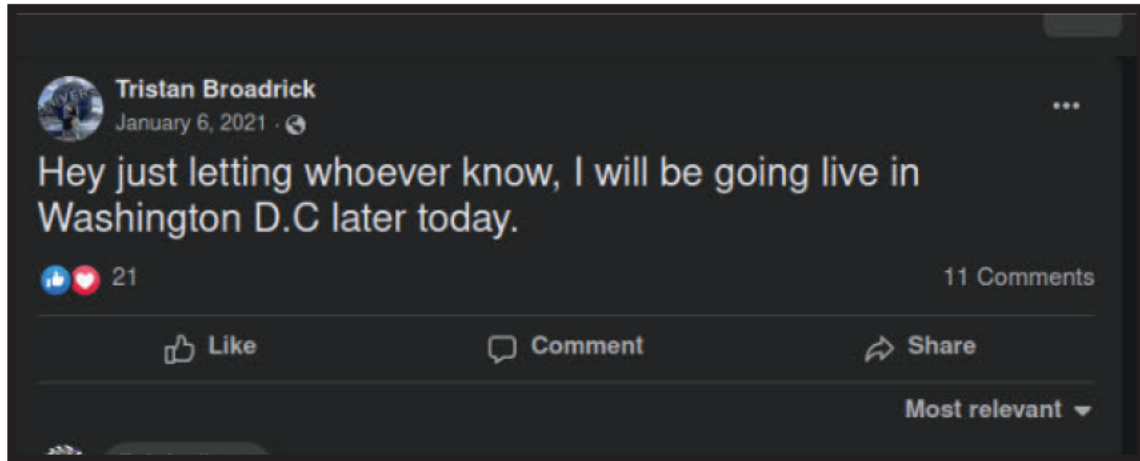 Tristan Broadrick
January 6, 2021 ·
Hey just letting whoever know, I will be going live in
Washington D.C later today.
21
11 Comments
Like
Comment
Share
Most relevant